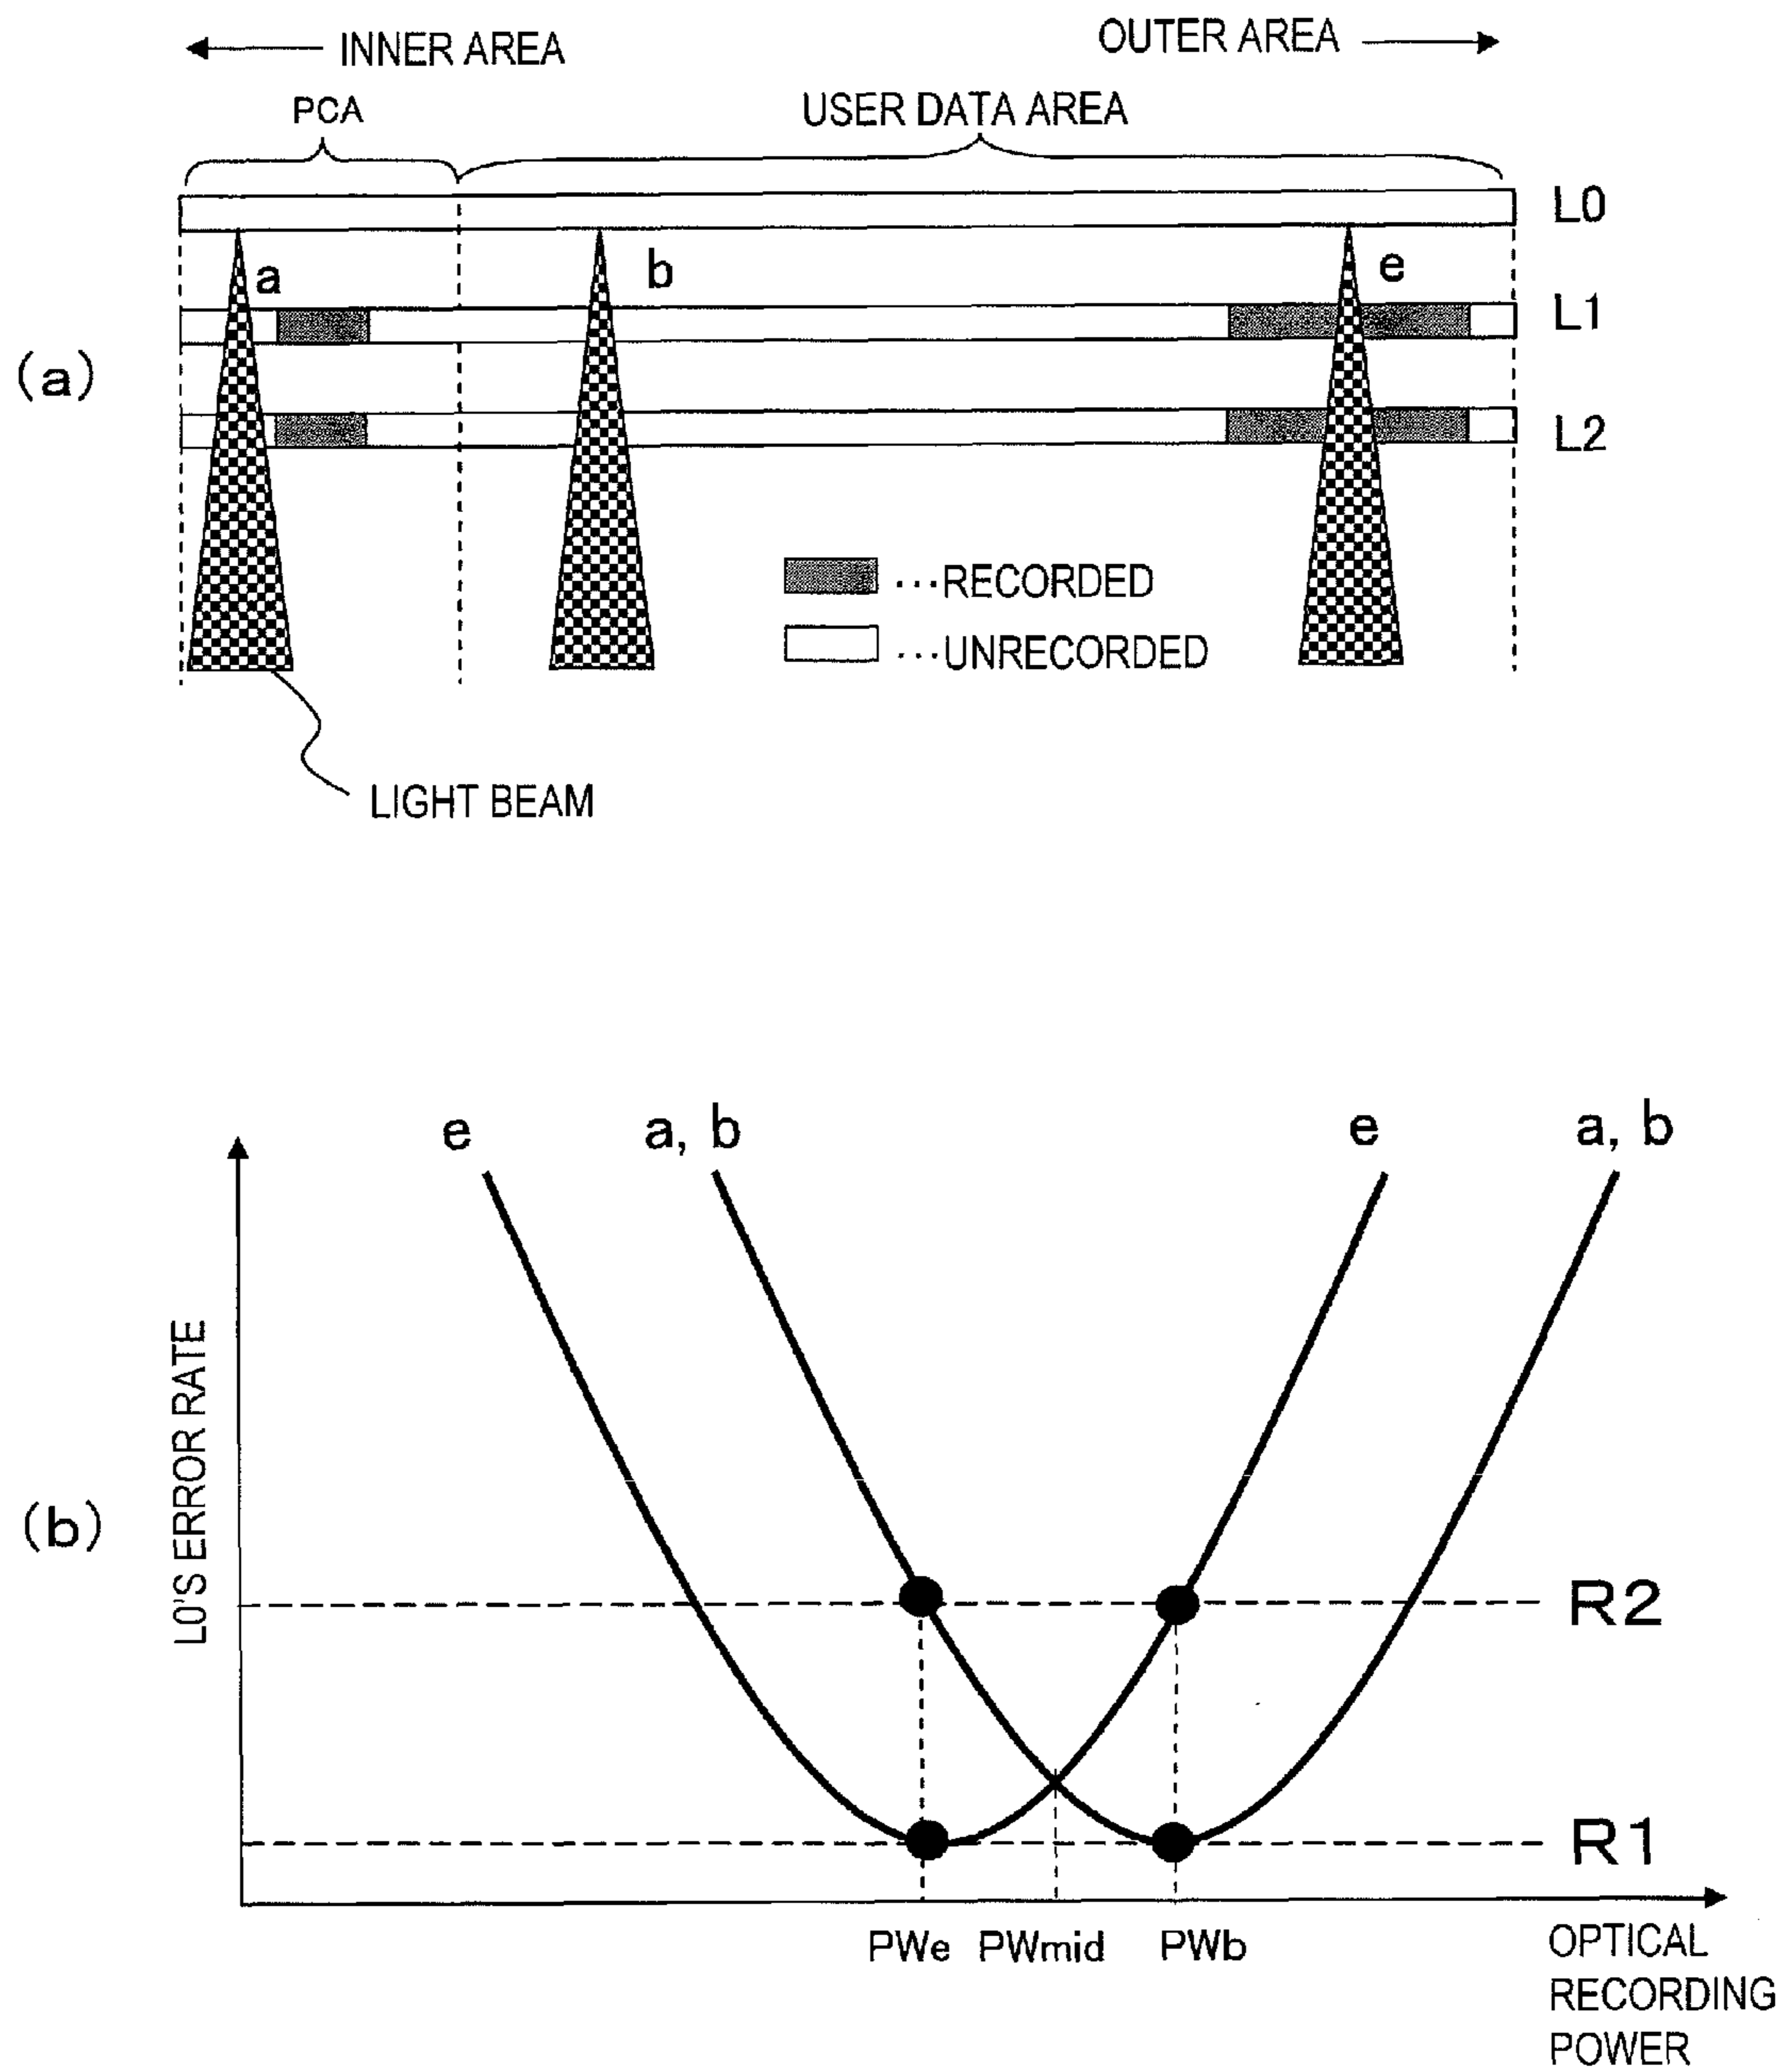 INNER AREA
OUTER AREA
PCA
USER DATA AREA
L0
a
b
e
L1
(a)
L2
···RECORDED
···UNRECORDED
LIGHT BEAM
e
a, b
e
a, b
L0'S ERROR RATE
(b)
R2
R1
PWe
PWmid
PWb
OPTICAL
RECORDING
POWER